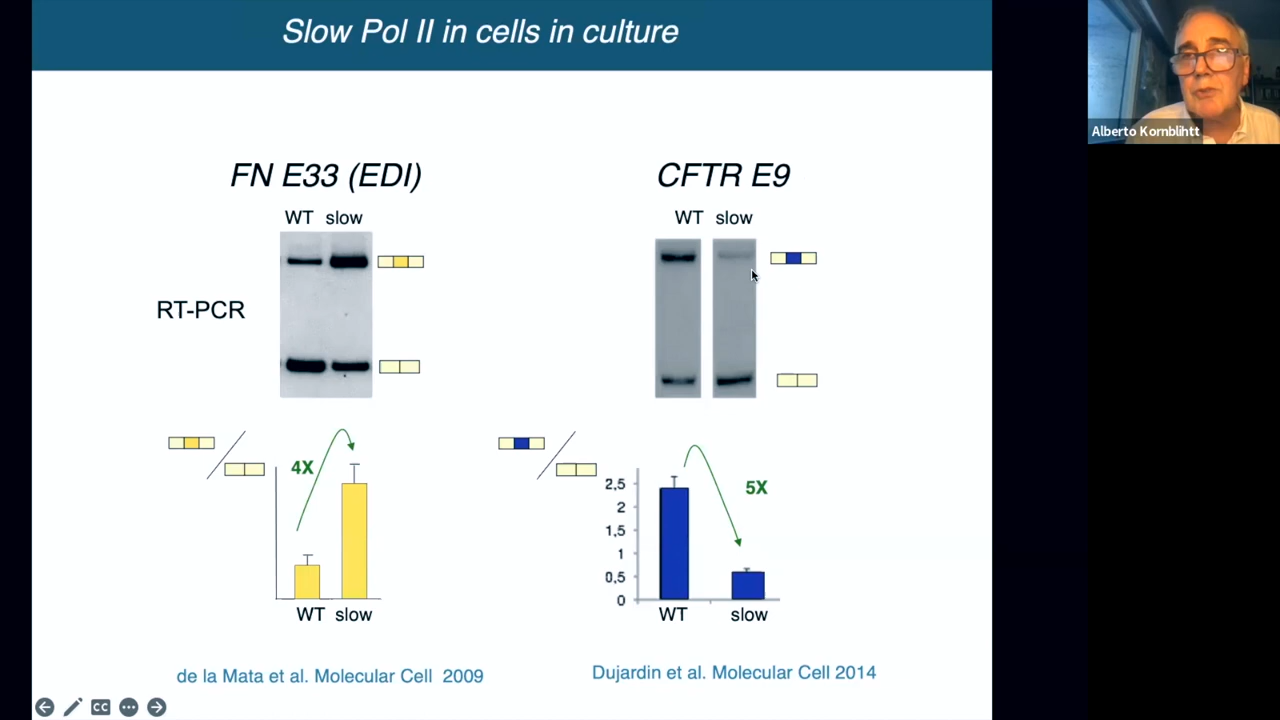 Slow Pol II in cells in culture
Alberto Kornblihtt
FN E33 (EDI)
WT slow
RT-PCR
4X
WT slow
de la Mata et al. Molecular Cell 2009
CFTR E9
WT slow
5X
2,5
2
1,5
1
0,5
0
WT slow
Dujardin et al. Molecular Cell 2014
CC